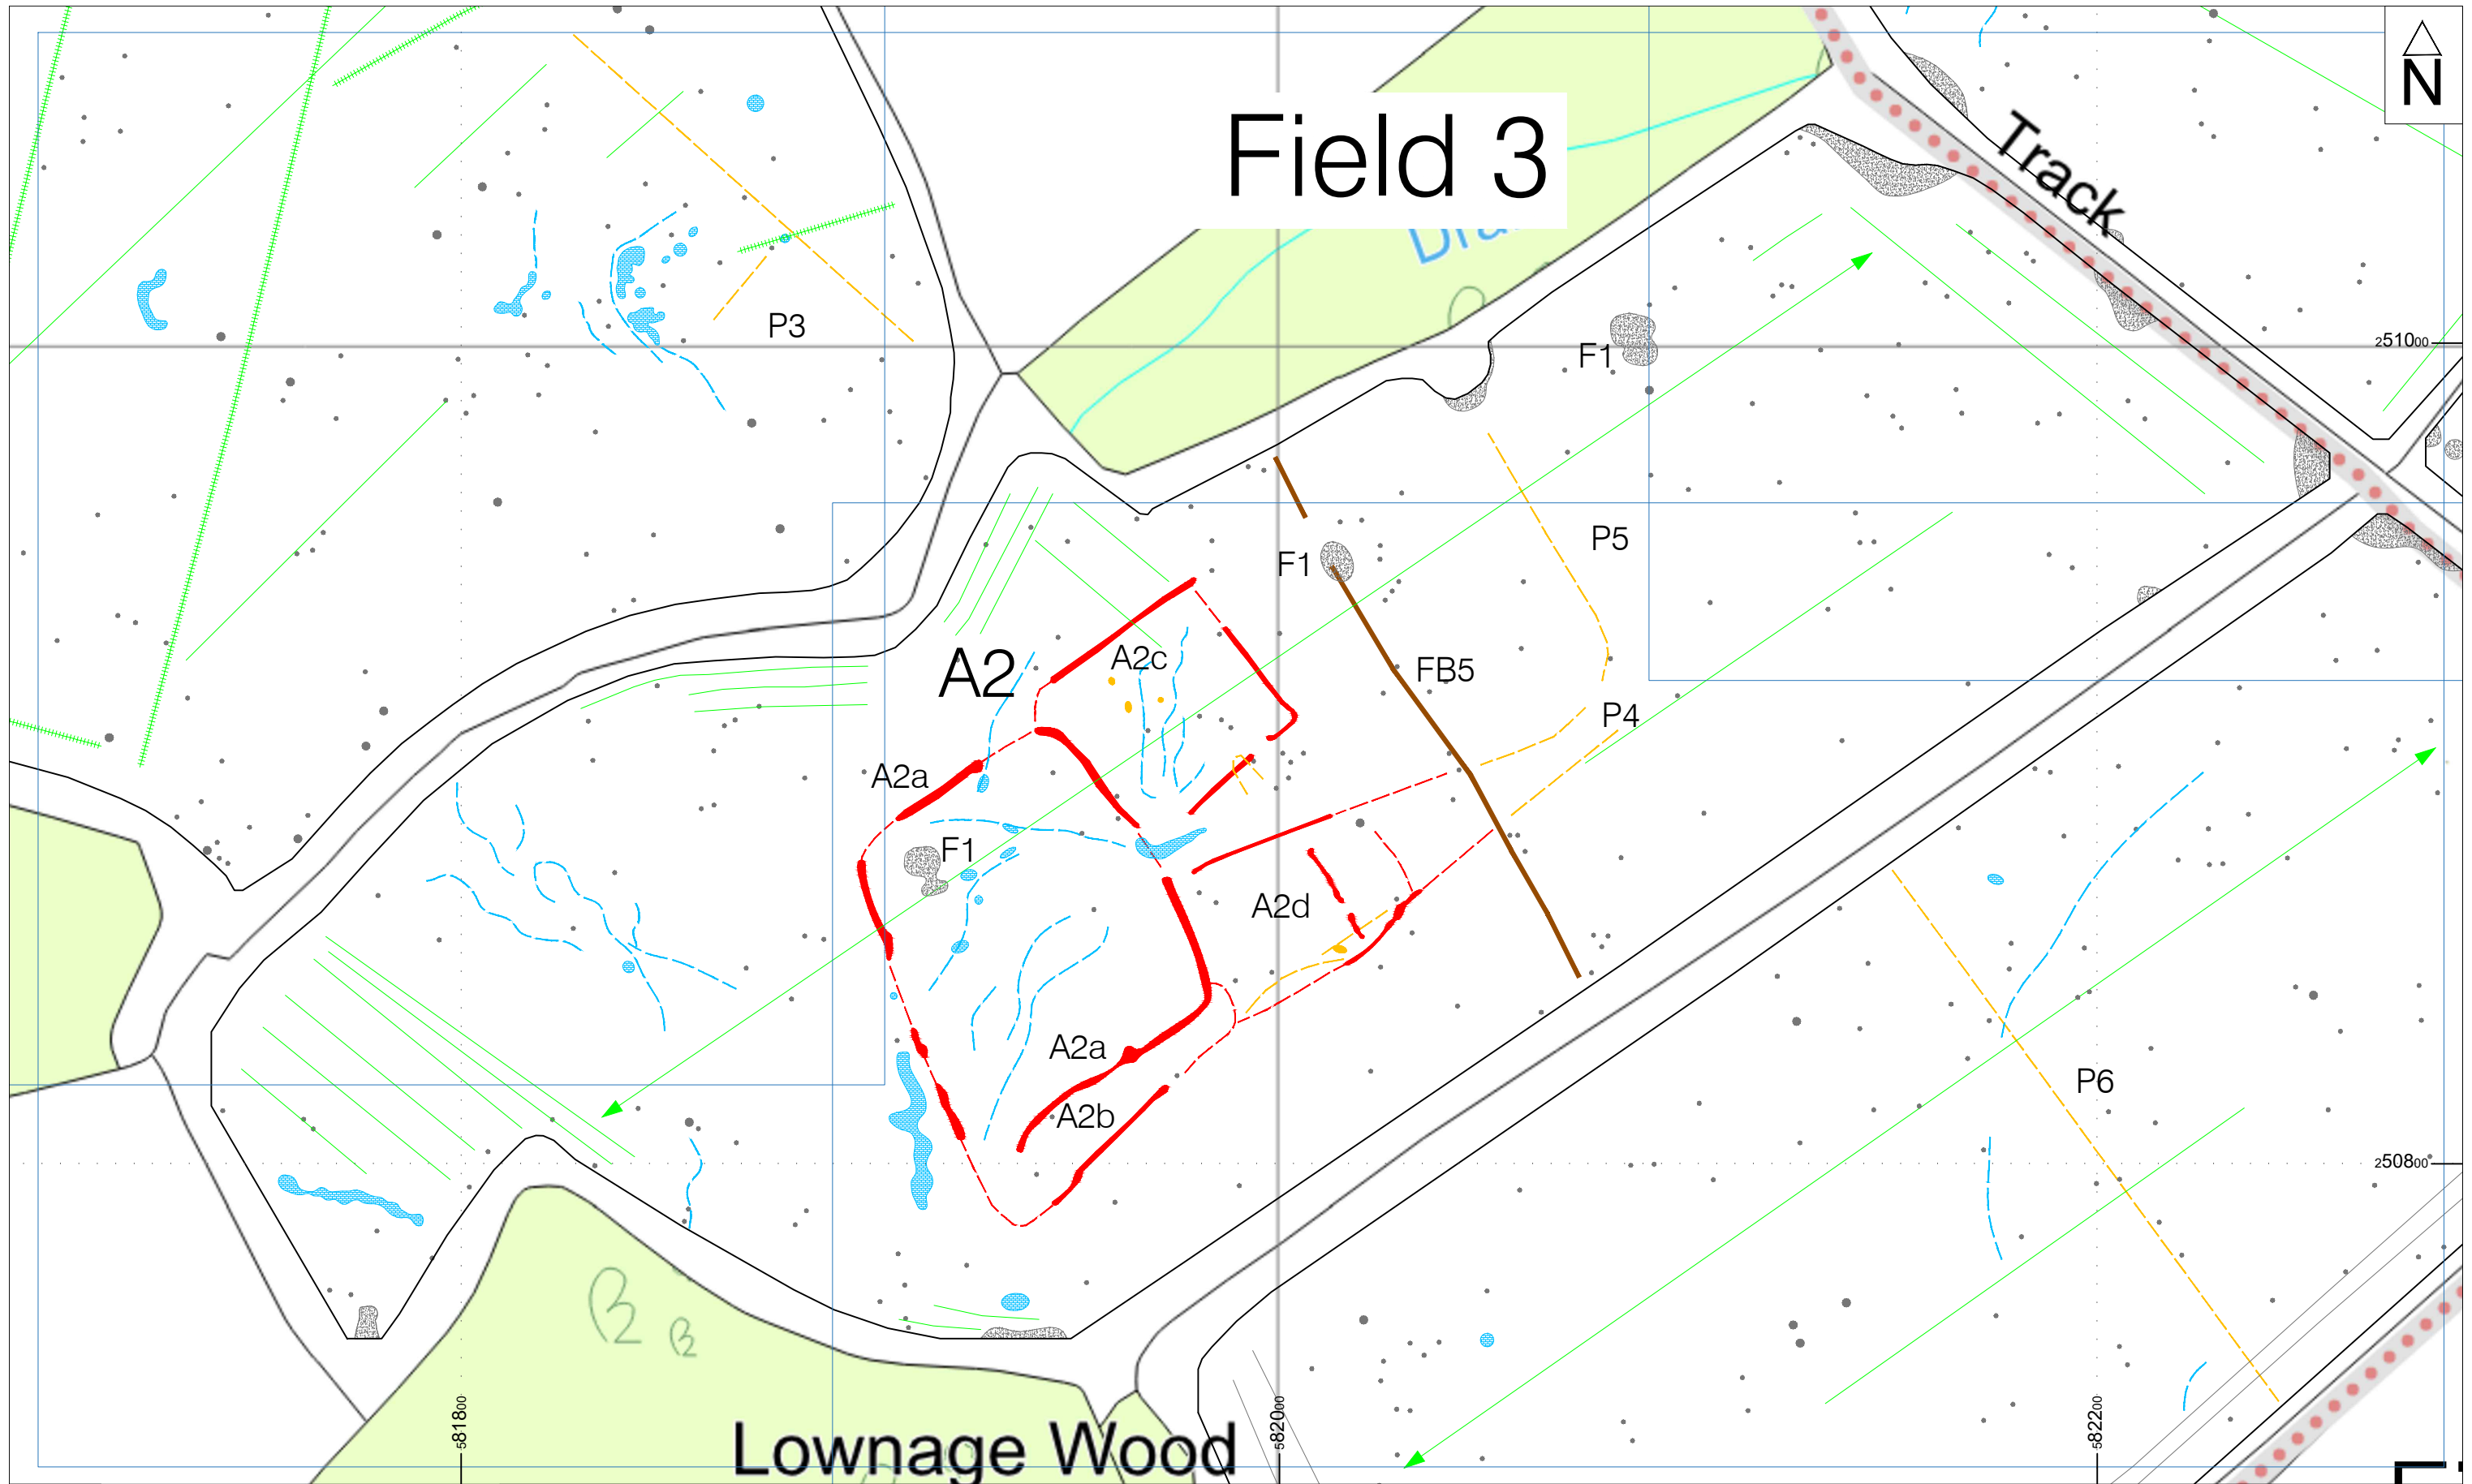 N
Field 3
Track
P3
F1
251000
P5
F1
A2
A2c
FB5
P4
A2a
F1
A2d
A2a
P6
A2b
250800
581800
582000
582200
Lownage Wood